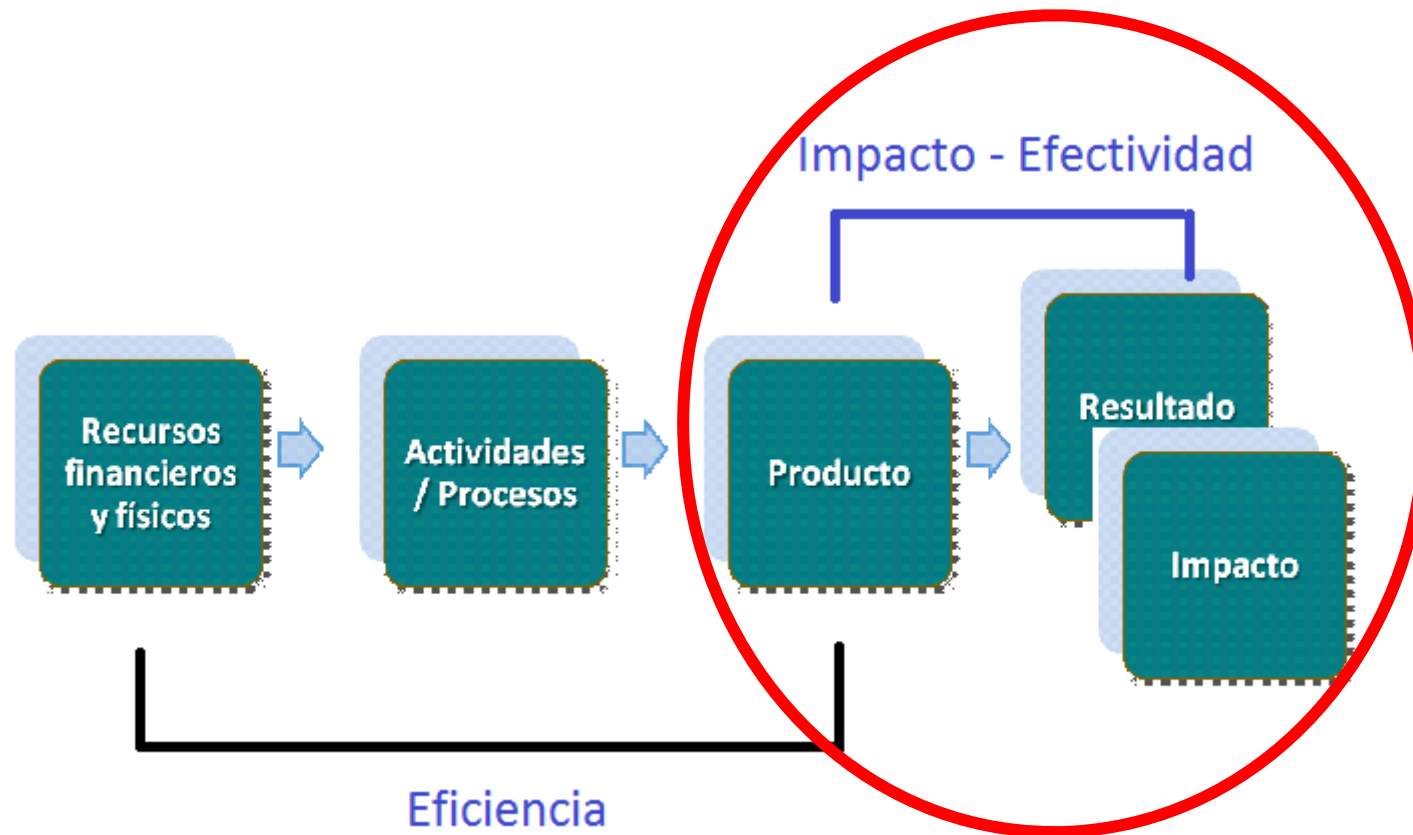 Impacto - Efectividad
Recursos
financieros
y físicos
Actividades
/ Procesos
Producto
Resultado
Impacto
Eficiencia